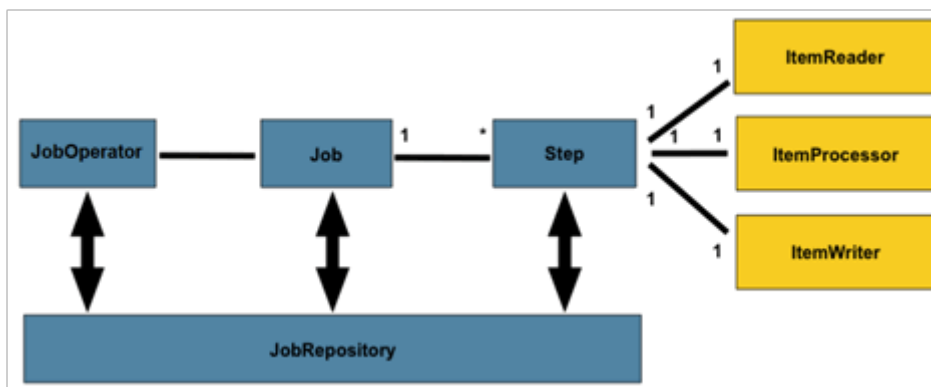 ItemReader
1
1
JobOperator
Job
1
*
Step
1
1
ItemProcessor
1
1
ItemWriter
JobRepository